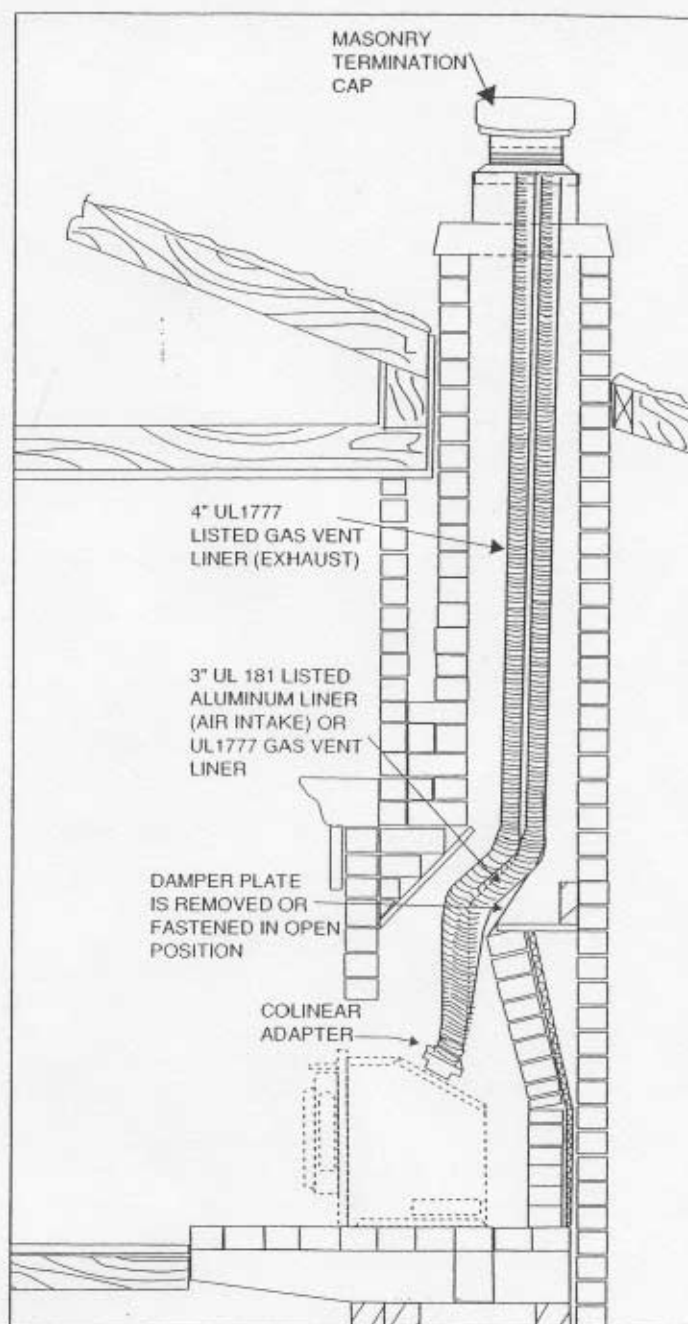 MASONRY
TERMINATION
CAP
4" UL1777
LISTED GAS VENT
LINER (EXHAUST)
3" UL 181 LISTED
ALUMINUM LINER
(AIR INTAKE) OR
UL1777 GAS VENT
LINER
DAMPER PLATE
IS REMOVED OR
FASTENED IN OPEN
POSITION
COLINEAR
ADAPTER